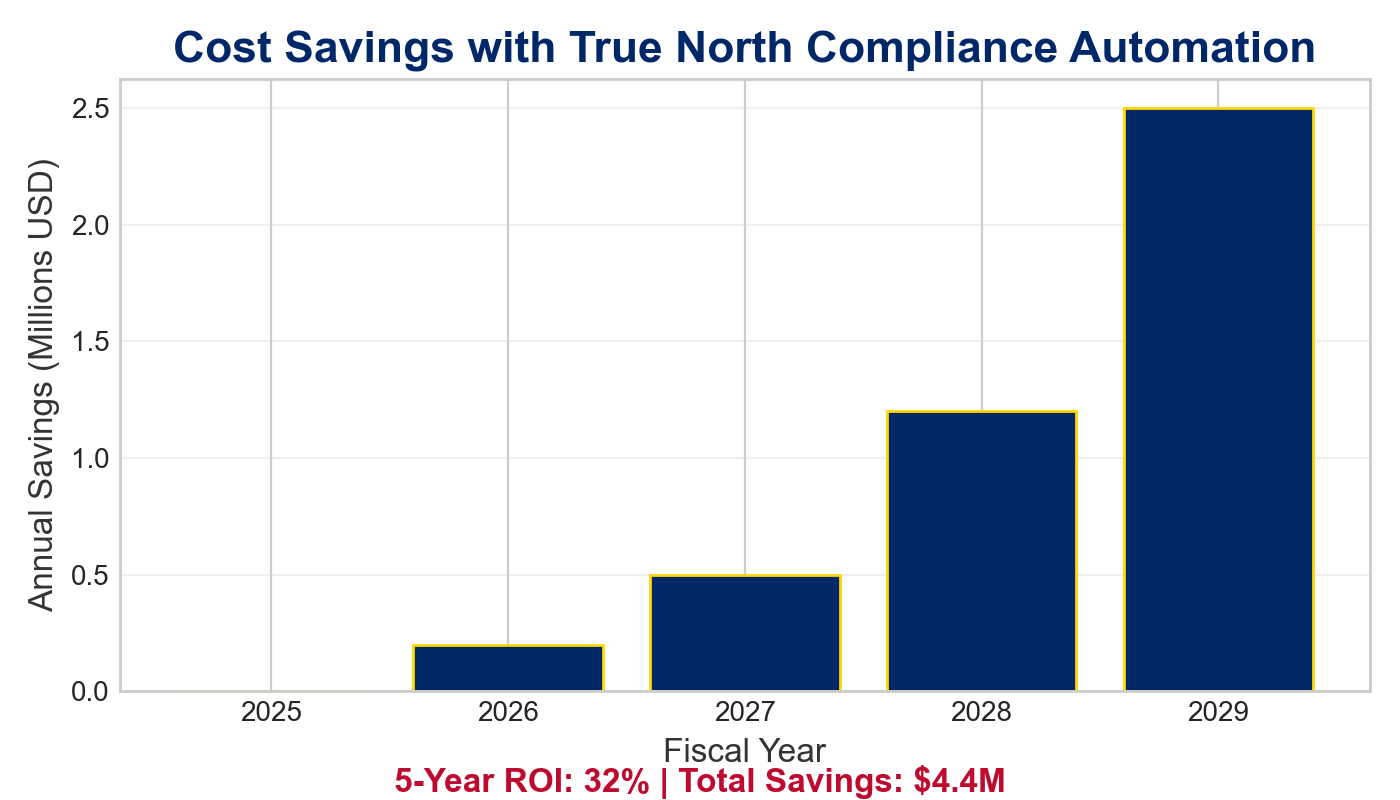 Cost Savings with True North Compliance Automation
Annual Savings (Millions USD)
2.5
2.0
1.5
1.0
0.5
0.0
2025 2026 2027 2028 2029
Fiscal Year
5-Year ROI: 32% | Total Savings: $4.4M